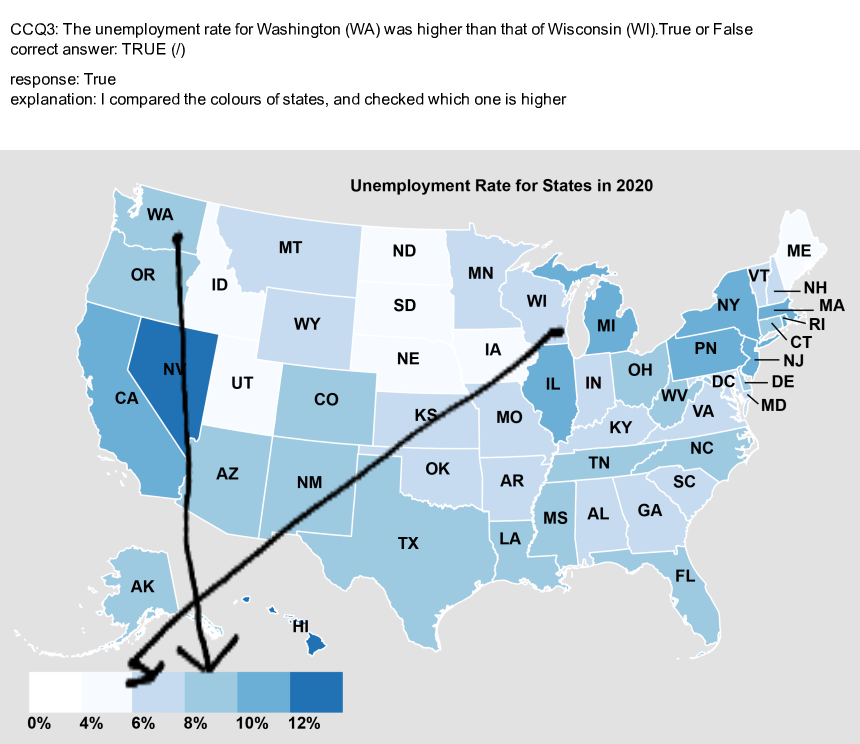 CCQ3: The unemployment rate for Washington (WA) was higher than that of Wisconsin (WI).True or False
correct answer: TRUE (/)
response: True
explanation: I compared the colours of states, and checked which one is higher
Unemployment Rate for States in 2020
WA
ME
MT
ND
VT
OR
MN
ID
NH
WI
SD
NY
MA
WY
MI
RI
CT
IA
PN
NE
NJ
NV
OH
UT
IL
IN
DC
DE
CA
CO
WV
MD
KS
MO
VA
KY
NC
TN
OK
AZ
NM
AR
SC
MS
AL
GA
TX
LA
FL
AK
HI
0% 4% 6% 8% 10% 12%